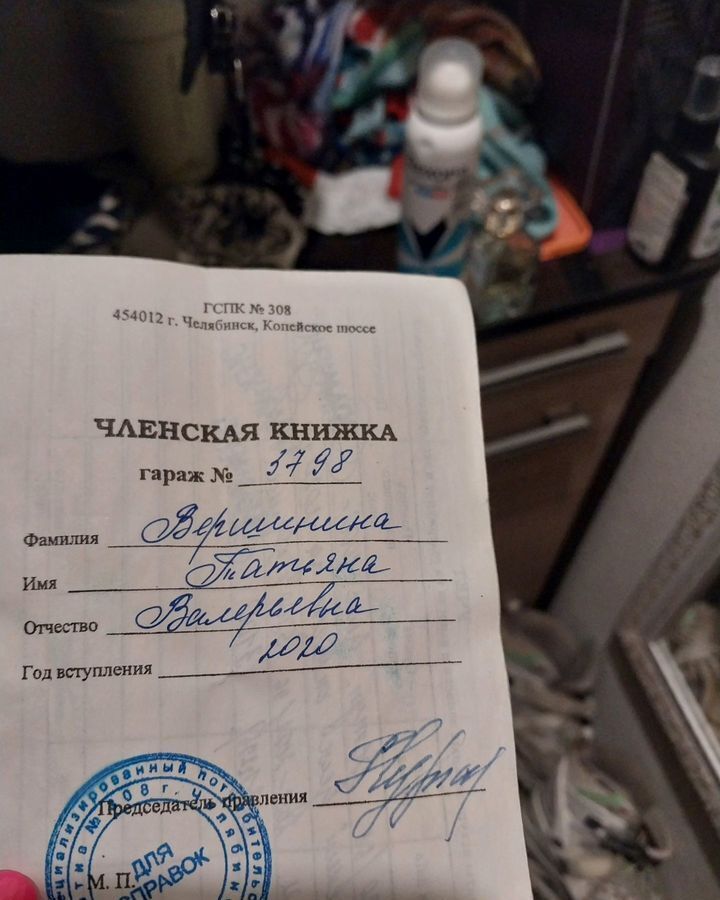 ГСПК № 308
454012 г. Челябинск, Копейское шоссе
ЧЛЕНСКАЯ КНИЖКА
гараж № 3798
Фамилия Вершинина
Имя Татьяна
Отчество Валерьевна
Год вступления 2020
Председатель правления
М. П.
ДЛЯ
СПРАВОК